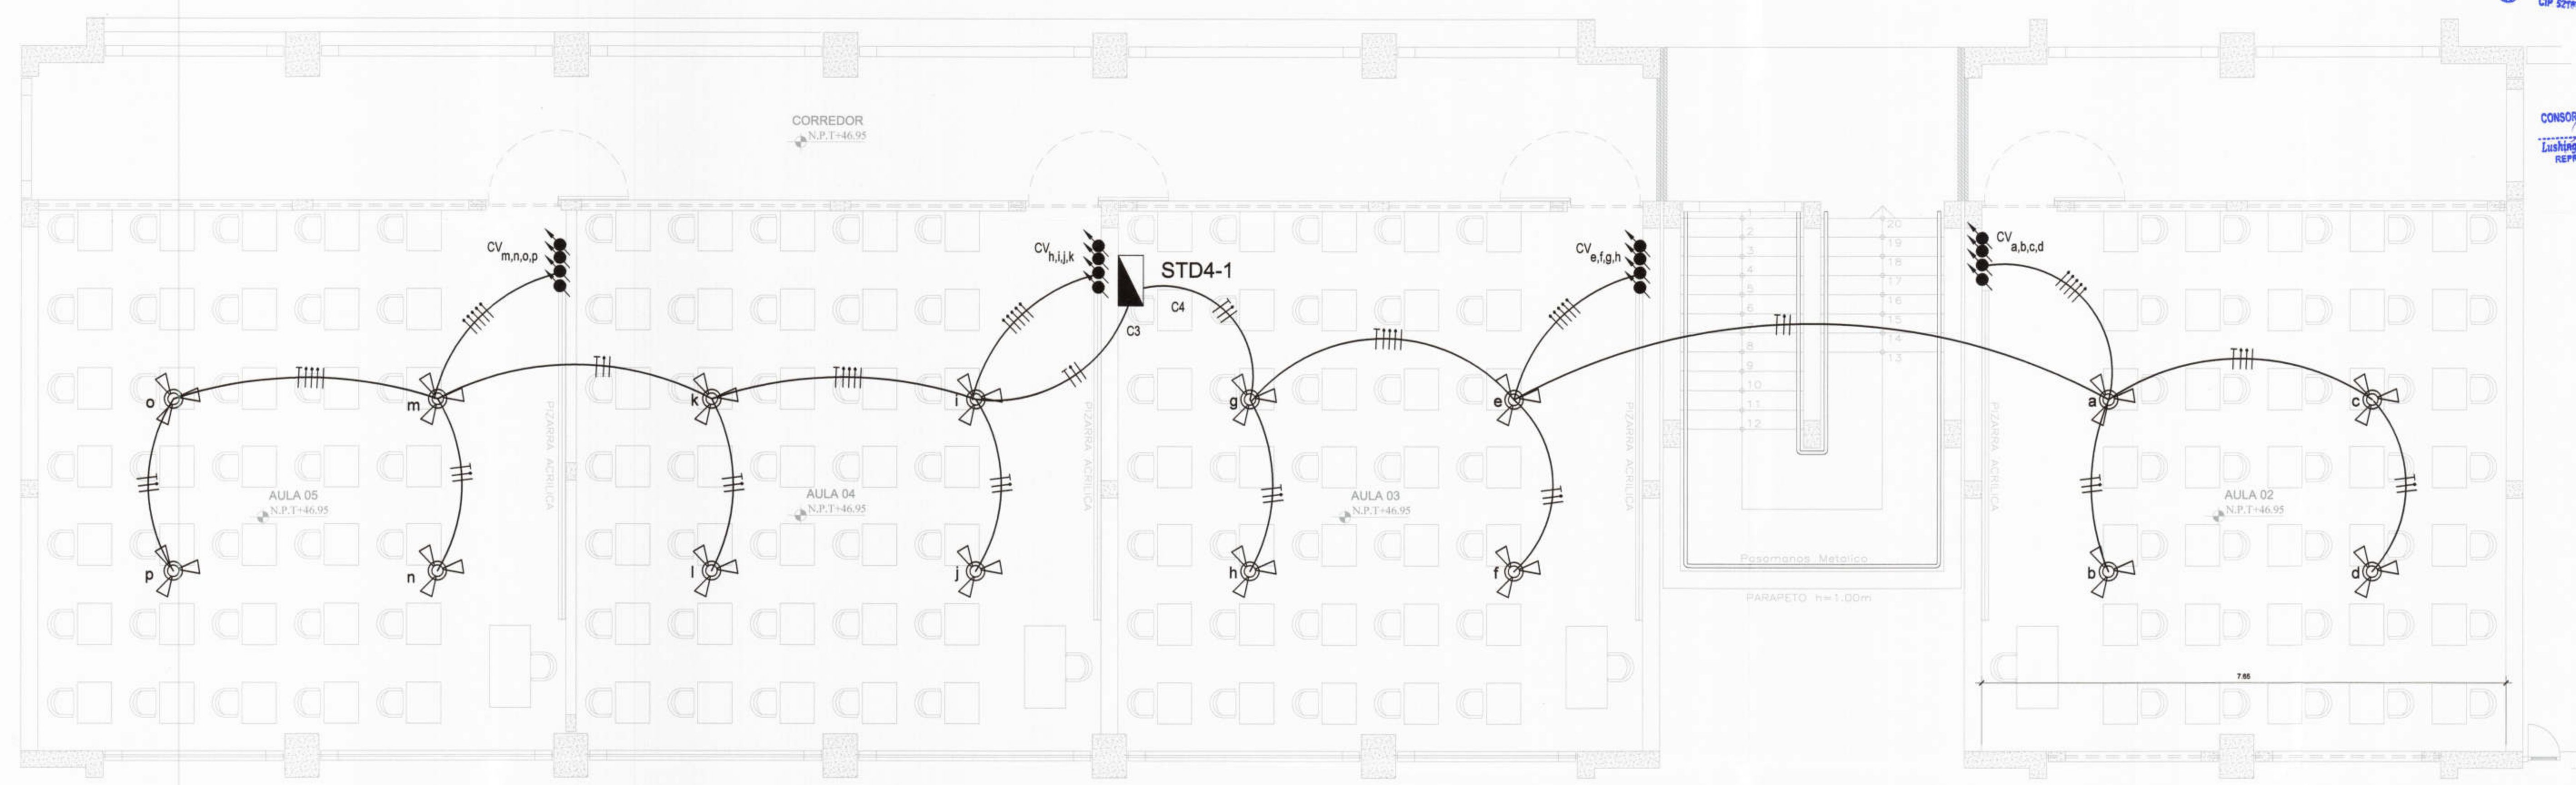 CONSOR
Lushing
REPR
CORREDOR
N.P.T+46.95
CV m,n,o,p
CV h,i,j,k
STD4-1
C4
C3
CV e,f,g,h
CV a,b,c,d
1
2
3
4
5
6
8
9
10
11
12
20
19
18
17
16
15
14
13
o
m
k
i
g
e
a
c
PIZARRA ACRILICA
PIZARRA ACRILICA
PIZARRA ACRILICA
PIZARRA ACRILICA
AULA 05
N.P.T+46.95
AULA 04
N.P.T+46.95
AULA 03
N.P.T+46.95
AULA 02
N.P.T+46.95
p
n
l
j
h
f
b
d
Pasamanos Metalico
PARAPETO h=1.00m
7.65